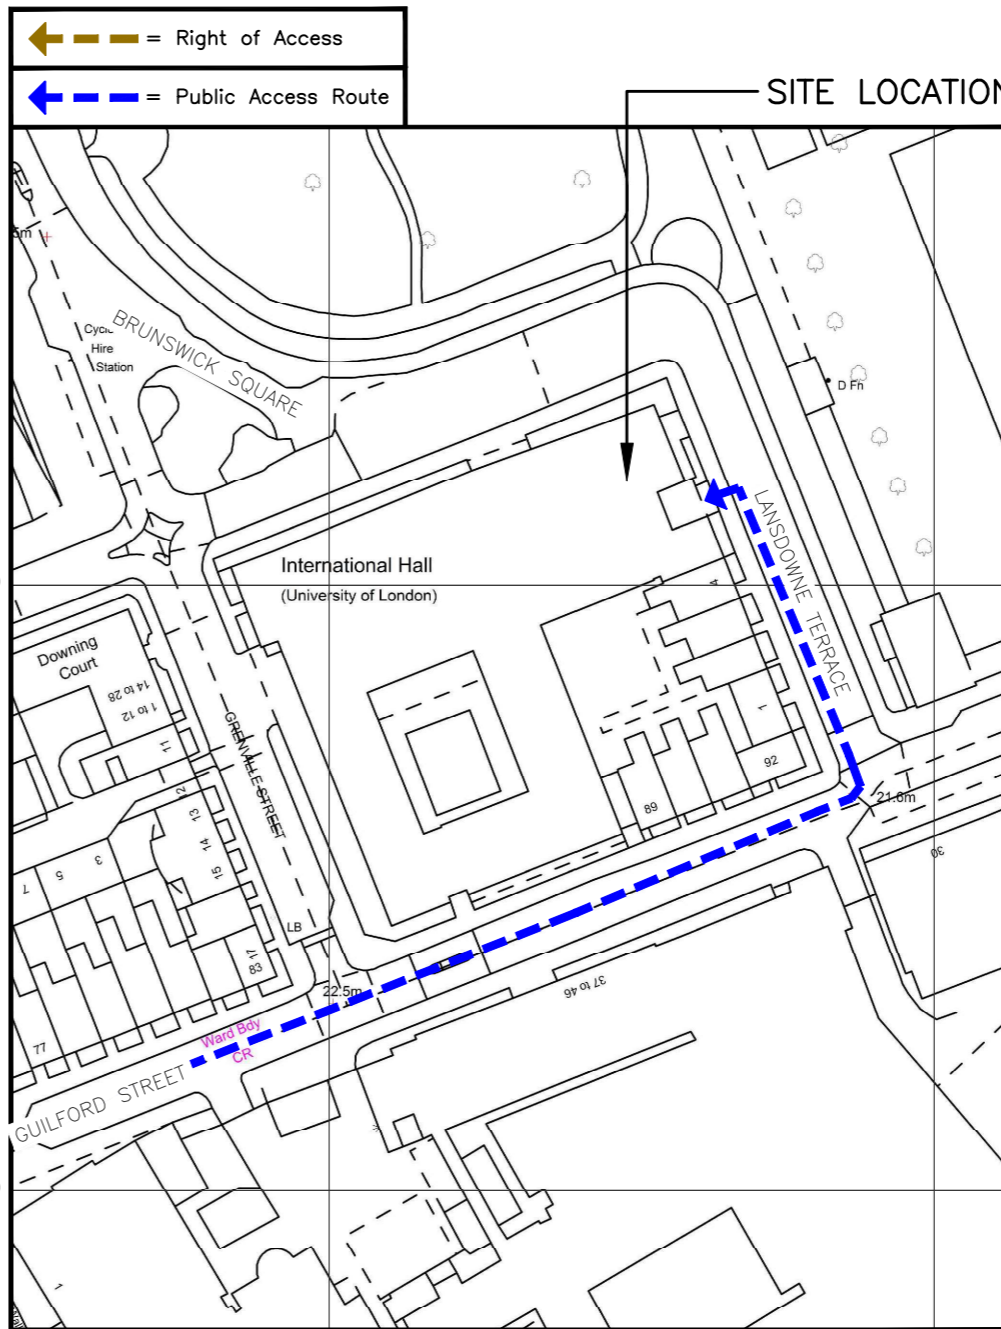 = Right of Access
= Public Access Route
SITE LOCATION
5m
BRUNSWICK SQUARE
Cycle
Hire
Station
D Fn
LANSDOWNE TERRACE
International Hall
(University of London)
Downing
Court
14 to 28
1 to 12
11
12
13
14
15
17
83
GRENVILLE STREET
LB
4
1
92
89
21.6m
30
7
5
3
77
22.5m
37 to 46
Ward Bdy
CR
GUILFORD STREET
1